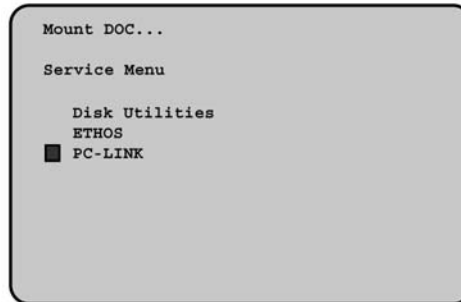 Mount DOC...
Service Menu
Disk Utilities
ETHOS
PC-LINK